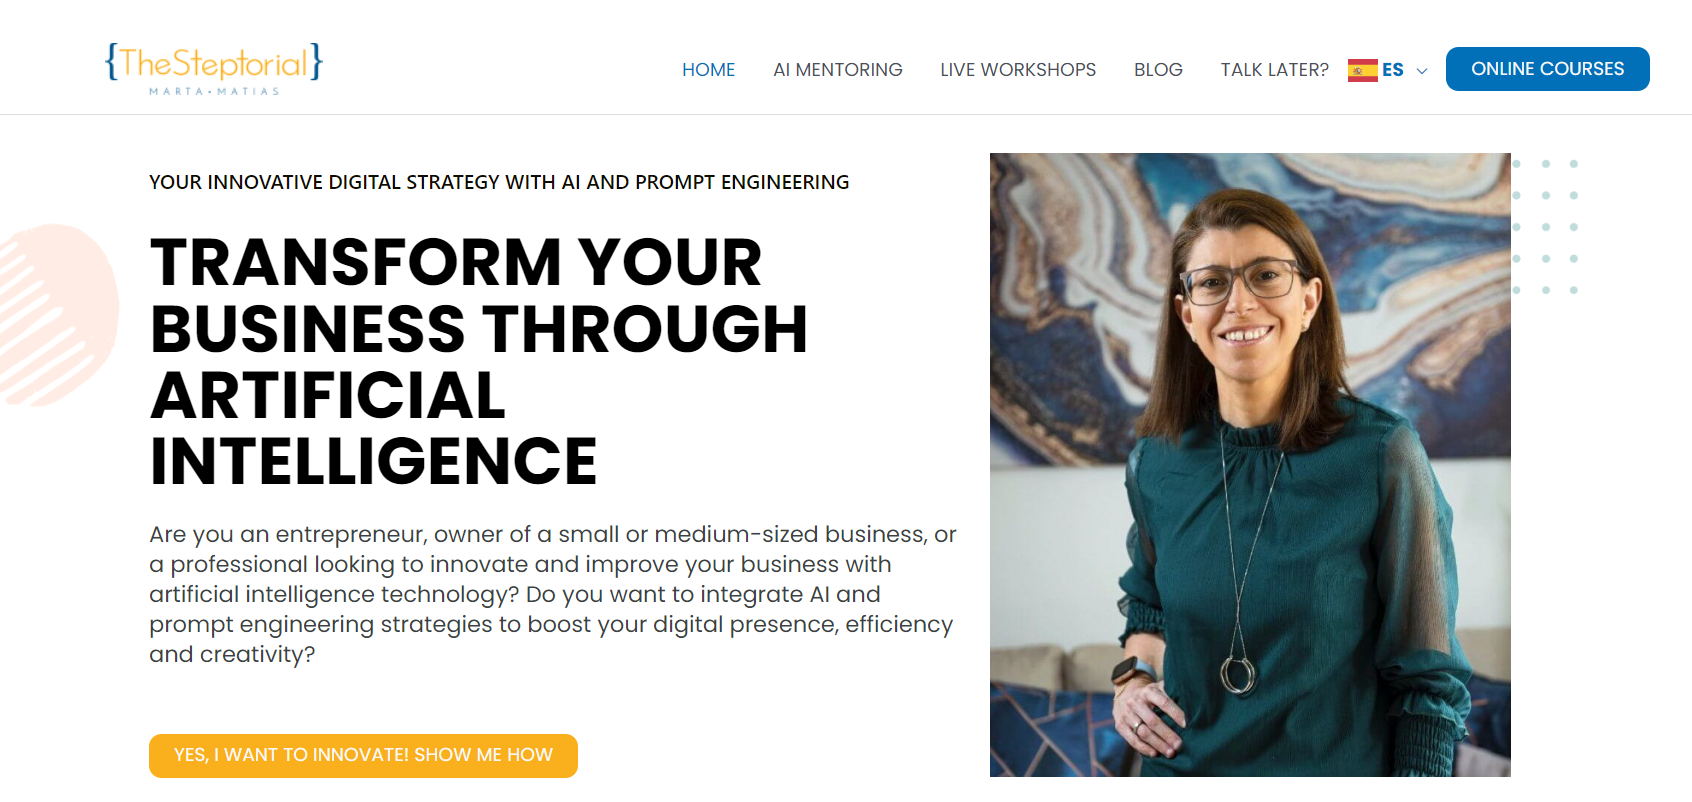 {TheSteptorial}
MARTA•MATIAS
HOME
AI MENTORING
LIVE WORKSHOPS
BLOG
TALK LATER?
ES
ONLINE COURSES
YOUR INNOVATIVE DIGITAL STRATEGY WITH AI AND PROMPT ENGINEERING
TRANSFORM YOUR
BUSINESS THROUGH
ARTIFICIAL
INTELLIGENCE
Are you an entrepreneur, owner of a small or medium-sized business, or
a professional looking to innovate and improve your business with
artificial intelligence technology? Do you want to integrate AI and
prompt engineering strategies to boost your digital presence, efficiency
and creativity?
YES, I WANT TO INNOVATE! SHOW ME HOW